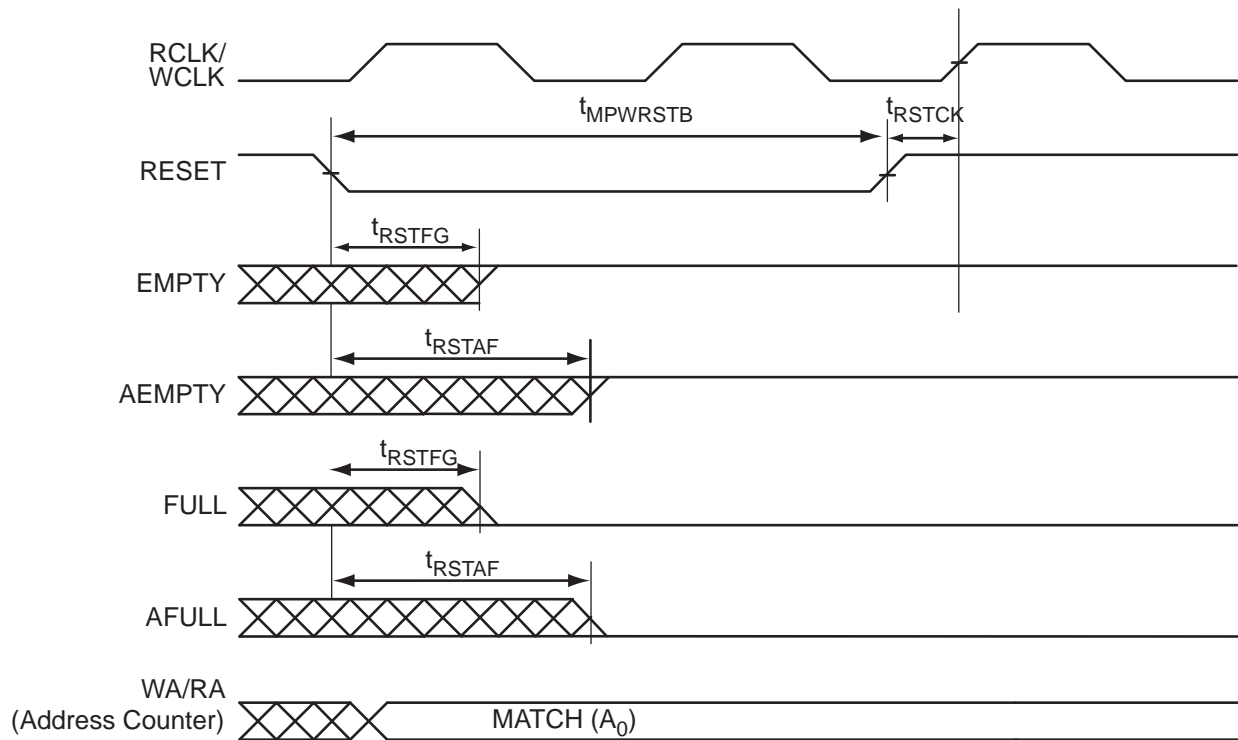 RCLK/
WCLK
tMPWRSTB
tRSTCK
RESET
tRSTFG
EMPTY
tRSTAF
AEMPTY
tRSTFG
FULL
tRSTAF
AFULL
WA/RA
(Address Counter)
MATCH (A0)